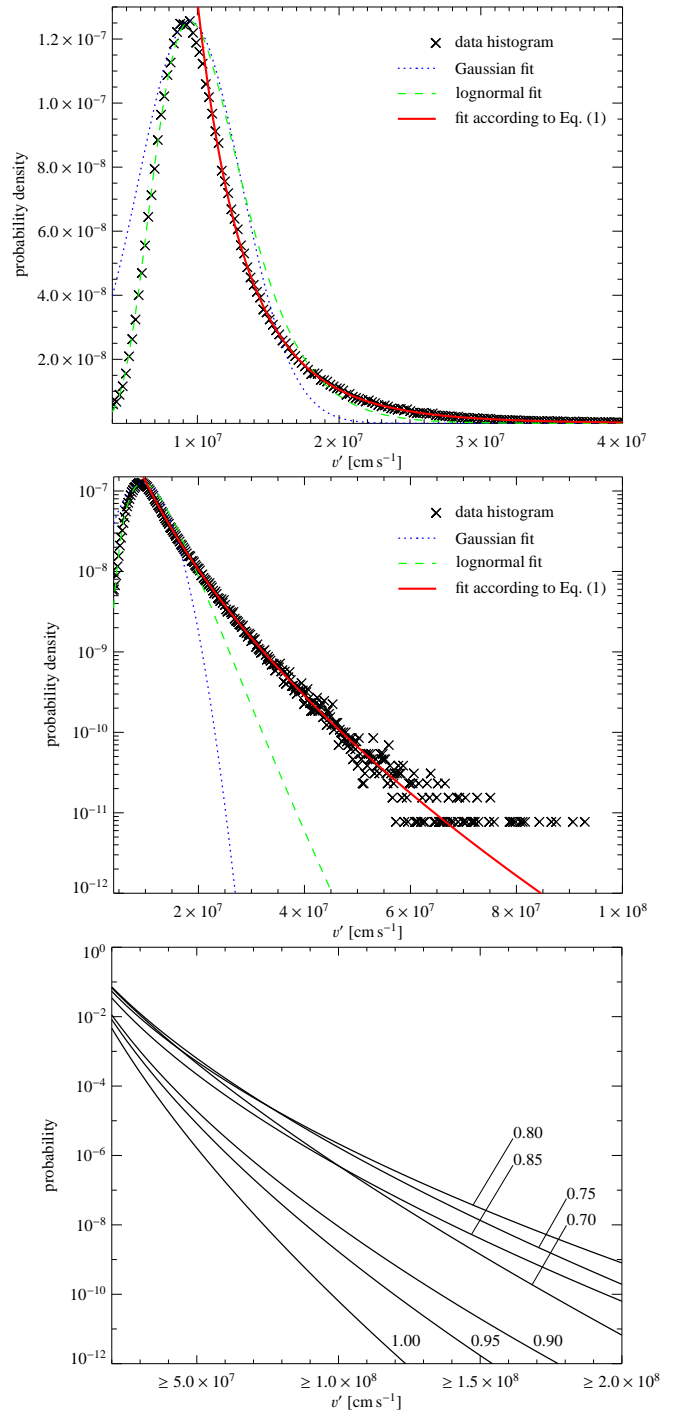 1.2 × 10⁻⁷
1.0 × 10⁻⁷
8.0 × 10⁻⁸
6.0 × 10⁻⁸
4.0 × 10⁻⁸
2.0 × 10⁻⁸
probability density
data histogram
Gaussian fit
lognormal fit
fit according to Eq. (1)
1 × 10⁷ 2 × 10⁷ 3 × 10⁷ 4 × 10⁷
v′ [cm s⁻¹]
10⁻⁷
10⁻⁸
10⁻⁹
10⁻¹⁰
10⁻¹¹
10⁻¹²
probability density
data histogram
Gaussian fit
lognormal fit
fit according to Eq. (1)
2 × 10⁷ 4 × 10⁷ 6 × 10⁷ 8 × 10⁷ 1 × 10⁸
v′ [cm s⁻¹]
10⁰
10⁻²
10⁻⁴
10⁻⁶
10⁻⁸
10⁻¹⁰
10⁻¹²
probability
0.80
0.85
0.75
0.70
1.00 0.95 0.90
≥ 5.0 × 10⁷ ≥ 1.0 × 10⁸ ≥ 1.5 × 10⁸ ≥ 2.0 × 10⁸
v′ [cm s⁻¹]